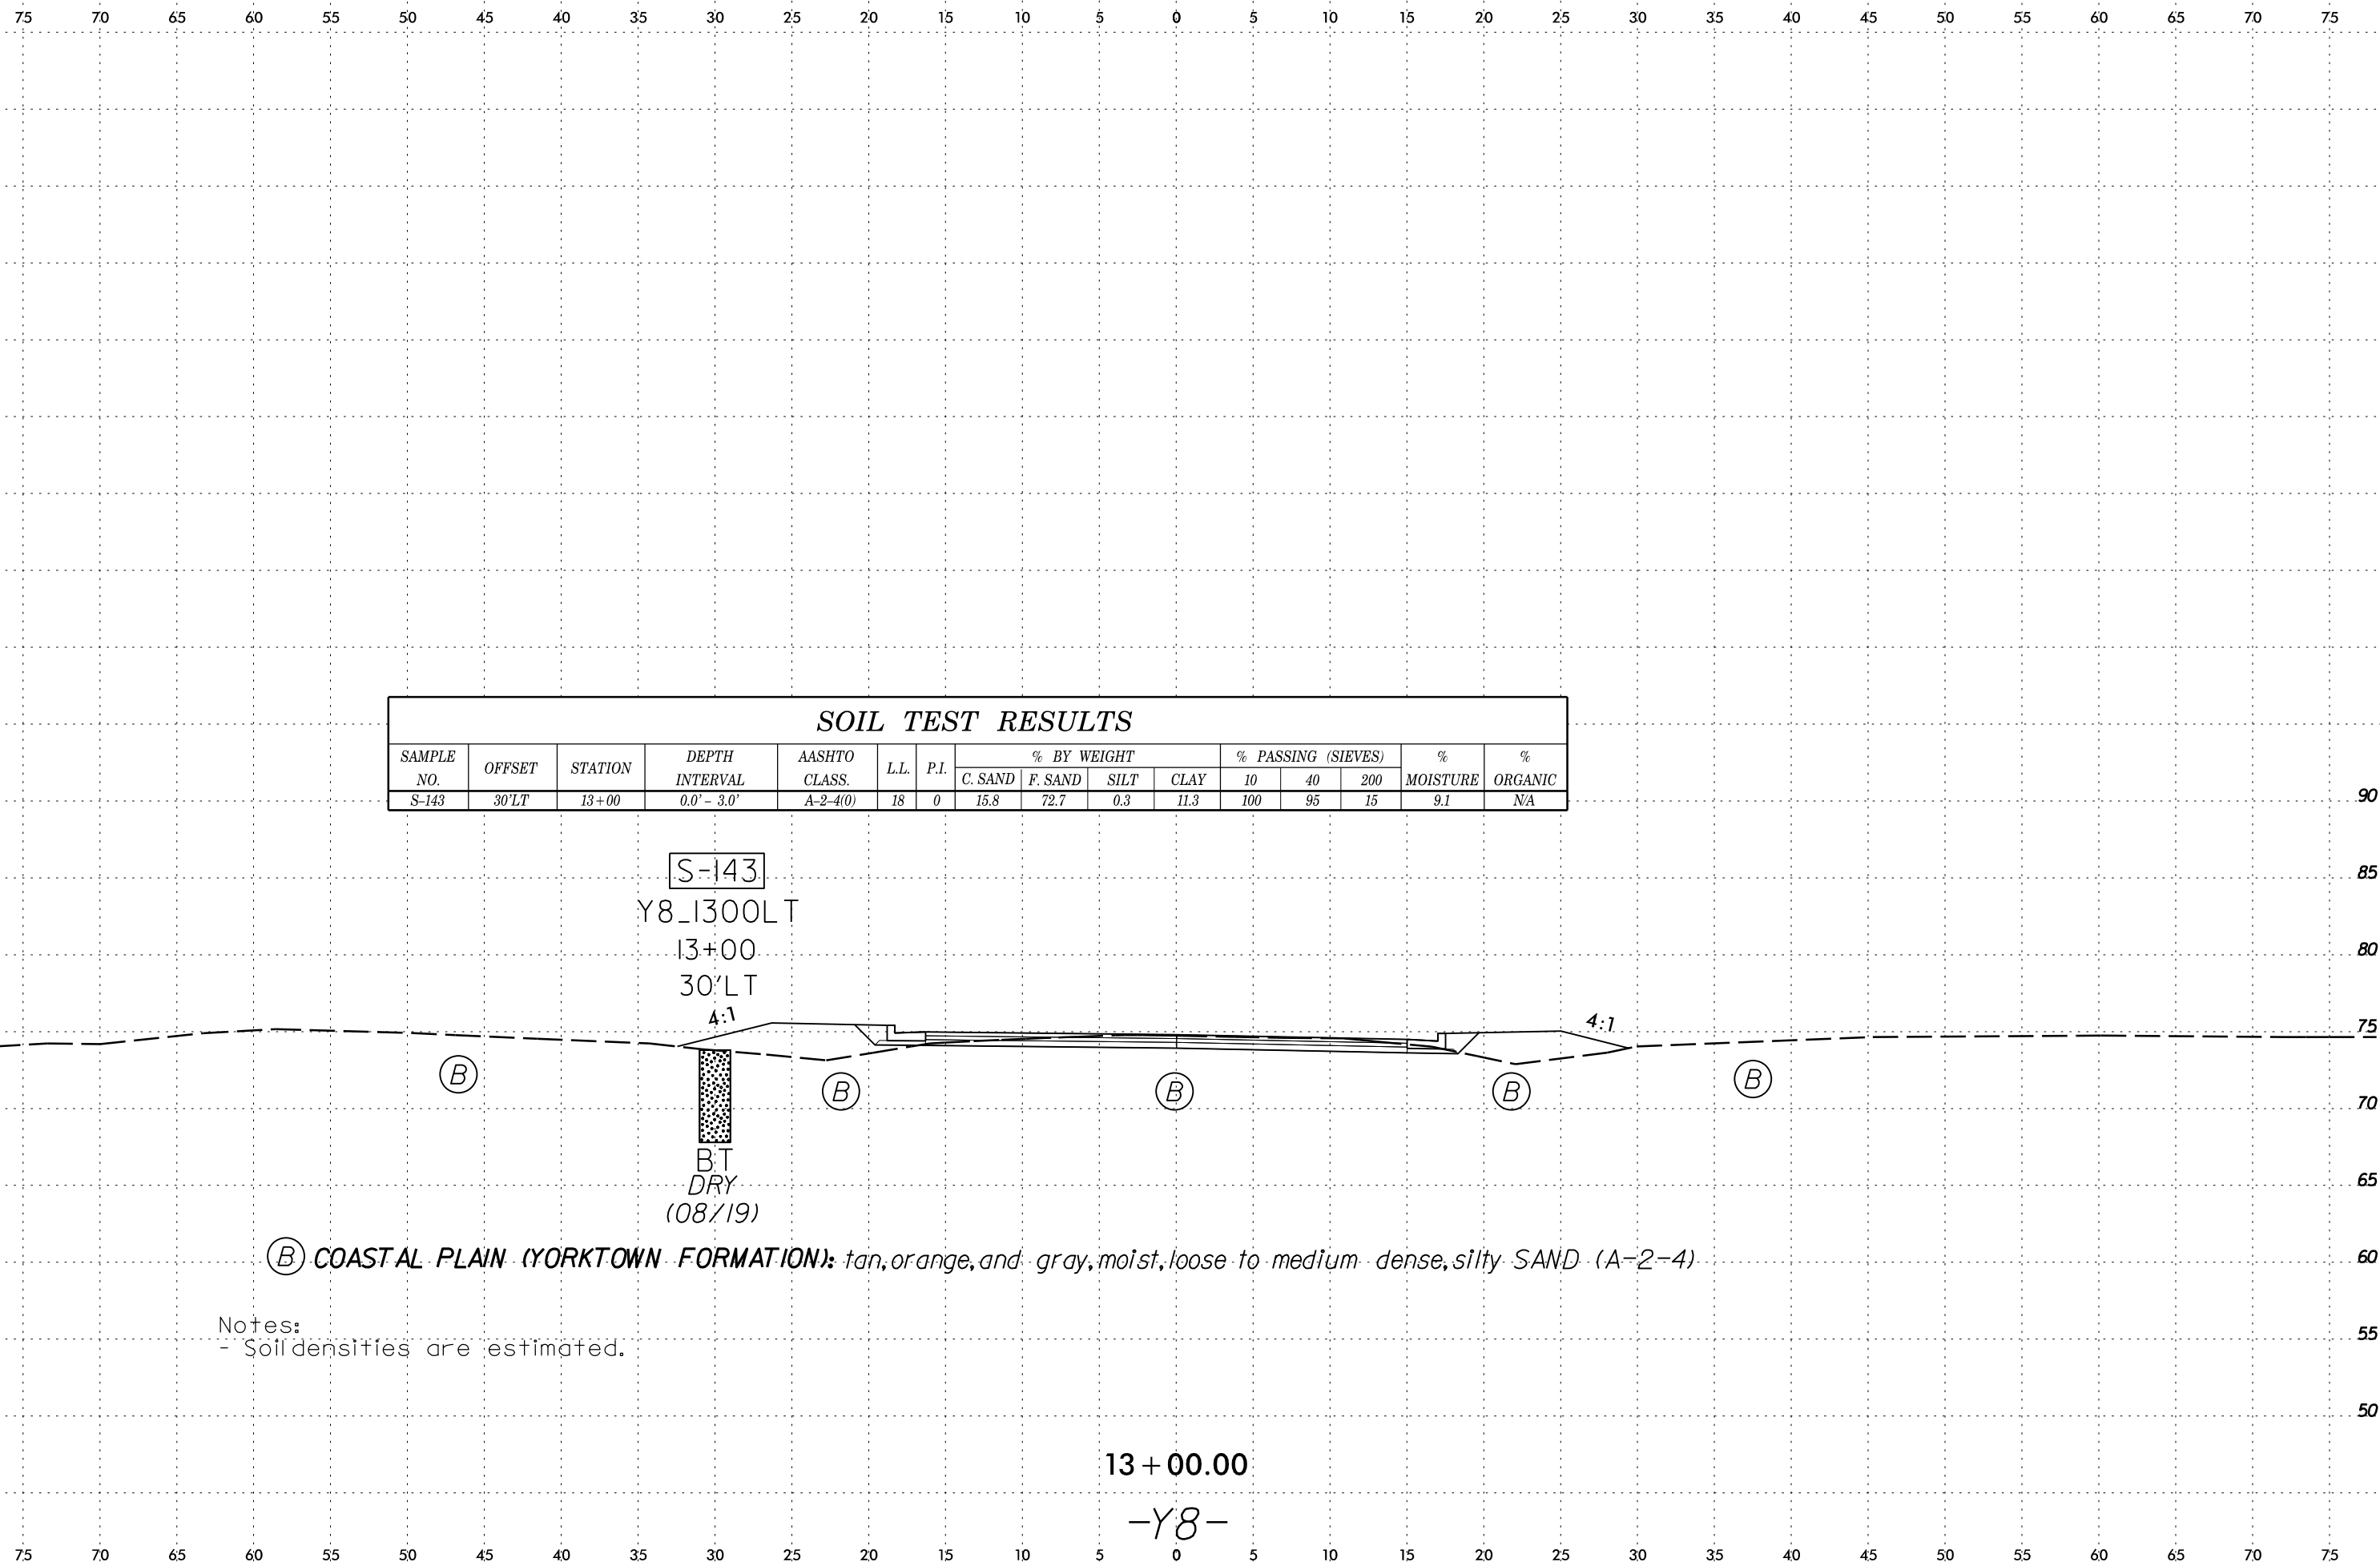 75 70 65 60 55 50 45 40 35 30 25 20 15 10 5 0 5 10 15 20 25 30 35 40 45 50 55 60 65 70 75
SOIL TEST RESULTS
SAMPLE NO. OFFSET STATION DEPTH INTERVAL AASHTO CLASS. L.L. P.I. % BY WEIGHT % PASSING (SIEVES) % MOISTURE % ORGANIC
C. SAND F. SAND SILT CLAY 10 40 200
S-143 30'LT 13+00 0.0' - 3.0' A-2-4(0) 18 0 15.8 72.7 0.3 11.3 100 95 15 9.1 N/A
90
S-143
85
Y8_1300LT
13+00
80
30'LT
4:1 4:1
75
B B B B B
70
BT
DRY
65
(08/19)
B COASTAL PLAIN (YORKTOWN FORMATION): tan, orange, and gray, moist, loose to medium dense, silty SAND (A-2-4)
60
Notes:
55
- Soil densities are estimated.
50
13+00.00
-Y8-
75 70 65 60 55 50 45 40 35 30 25 20 15 10 5 0 5 10 15 20 25 30 35 40 45 50 55 60 65 70 75